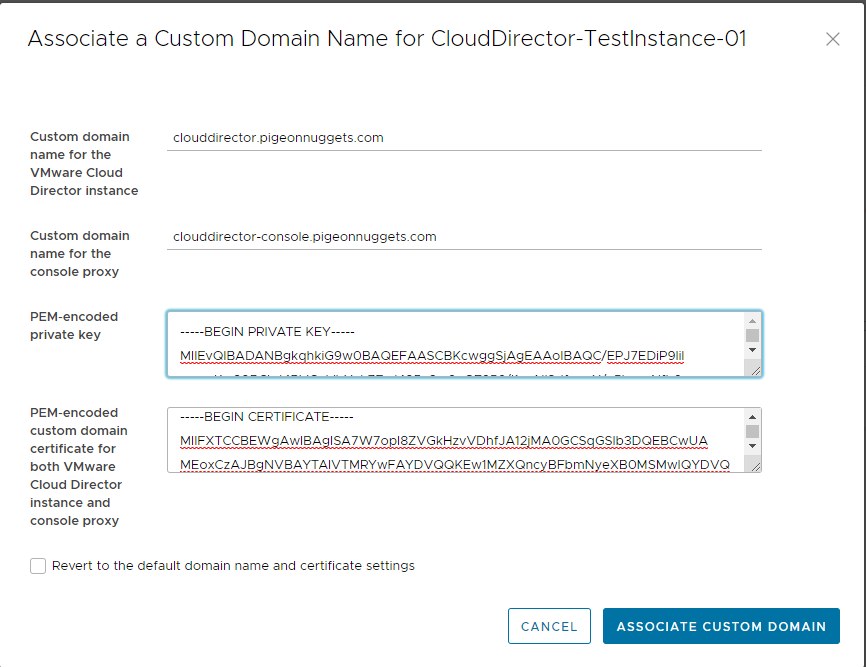 Associate a Custom Domain Name for CloudDirector-TestInstance-01
Custom domain
name for the
VMware Cloud
Director instance
clouddirector.pigeonnuggets.com
Custom domain
name for the
console proxy
clouddirector-console.pigeonnuggets.com
PEM-encoded
private key
-----BEGIN PRIVATE KEY-----
MIIEvQIBADANBgkqhkiG9w0BAQEFAASCBKcwggSjAgEAAoIBAQC/EPJ7EDiP9liI
PEM-encoded
custom domain
certificate for
both VMware
Cloud Director
instance and
console proxy
-----BEGIN CERTIFICATE-----
MIIFXTCCBEWgAwIBAgISA7W7opI8ZVGkHzvVDhfJA12jMA0GCSqGSIb3DQEBCwUA
MEoxCzAJBgNVBAYTAlVTMRYwFAYDVQQKEw1MZXQncyBFbmNyeXB0MSMwIQYDVQ
Revert to the default domain name and certificate settings
CANCEL
ASSOCIATE CUSTOM DOMAIN